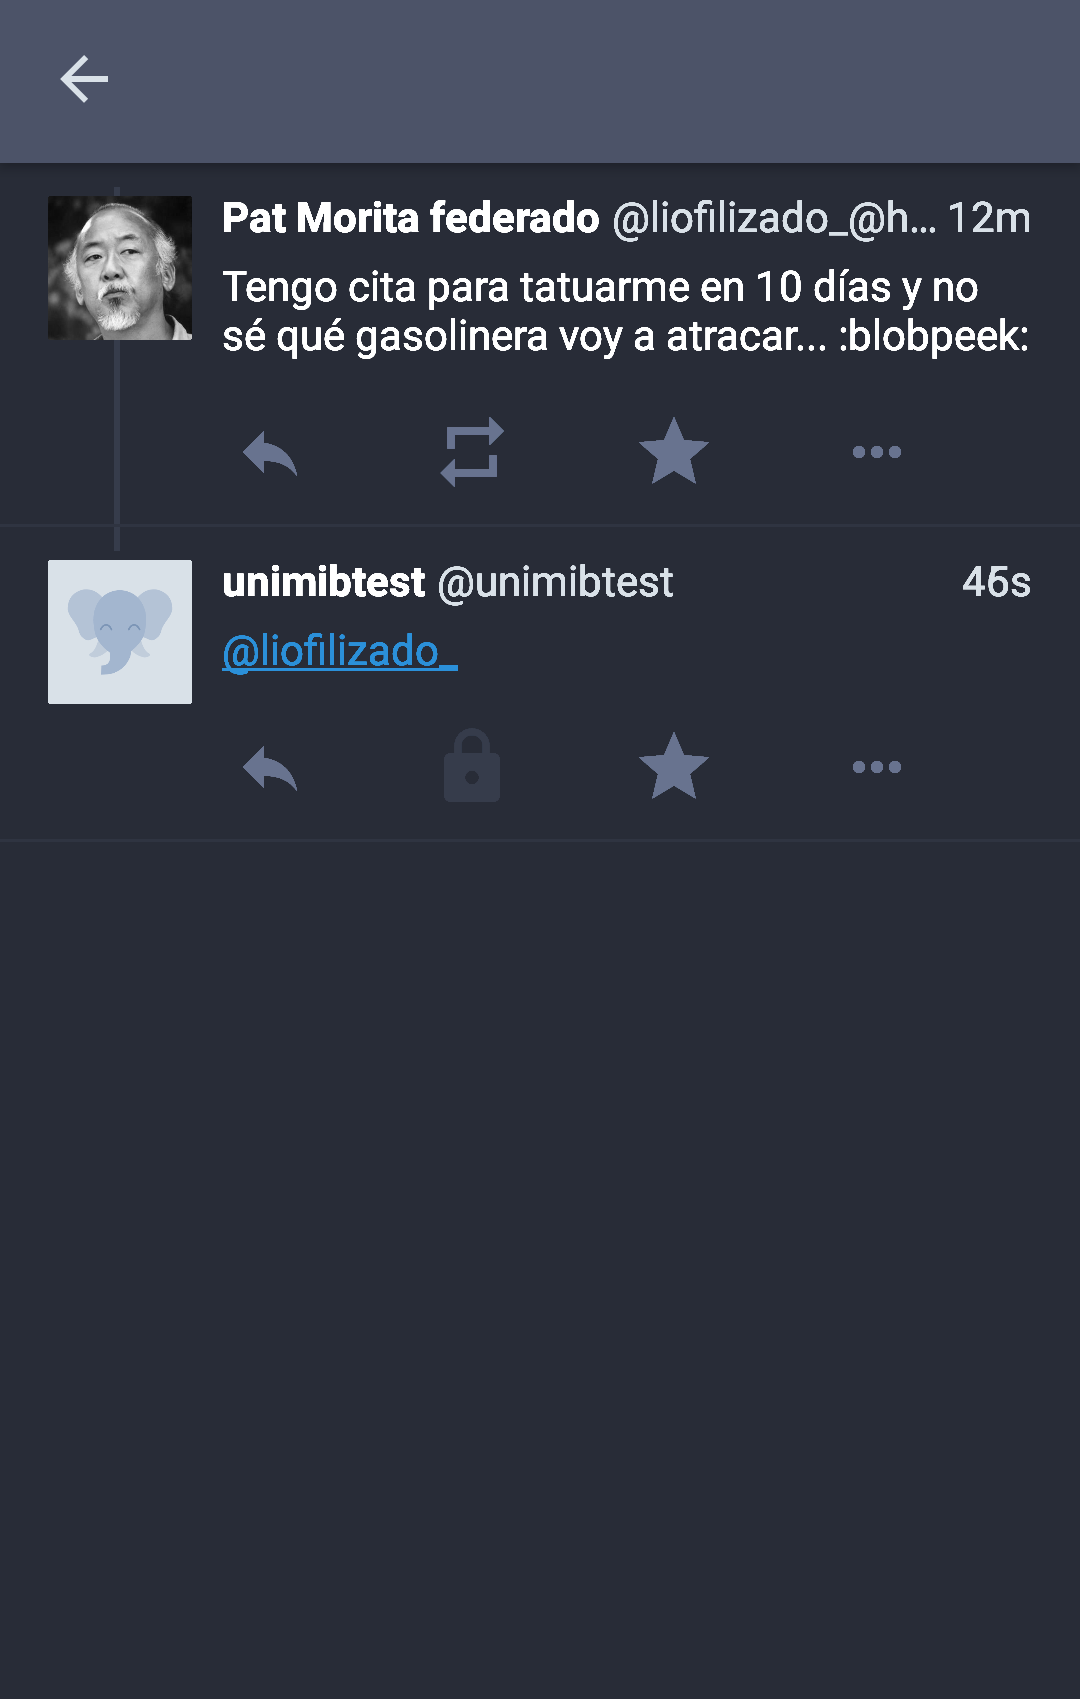 Pat Morita federado @liofilizado_@h... 12m
Tengo cita para tatuarme en 10 días y no
sé qué gasolinera voy a atracar... :blobpeek:
unimibtest @unimibtest 46s
@liofilizado_